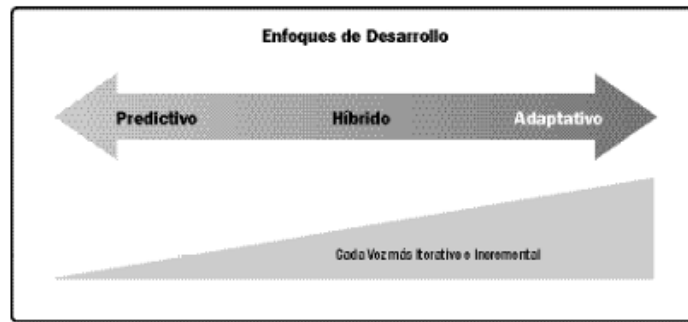 Enfoques de Desarrollo
Predictivo Híbrido Adaptativo
Cada Vez más Iterativo e Incremental